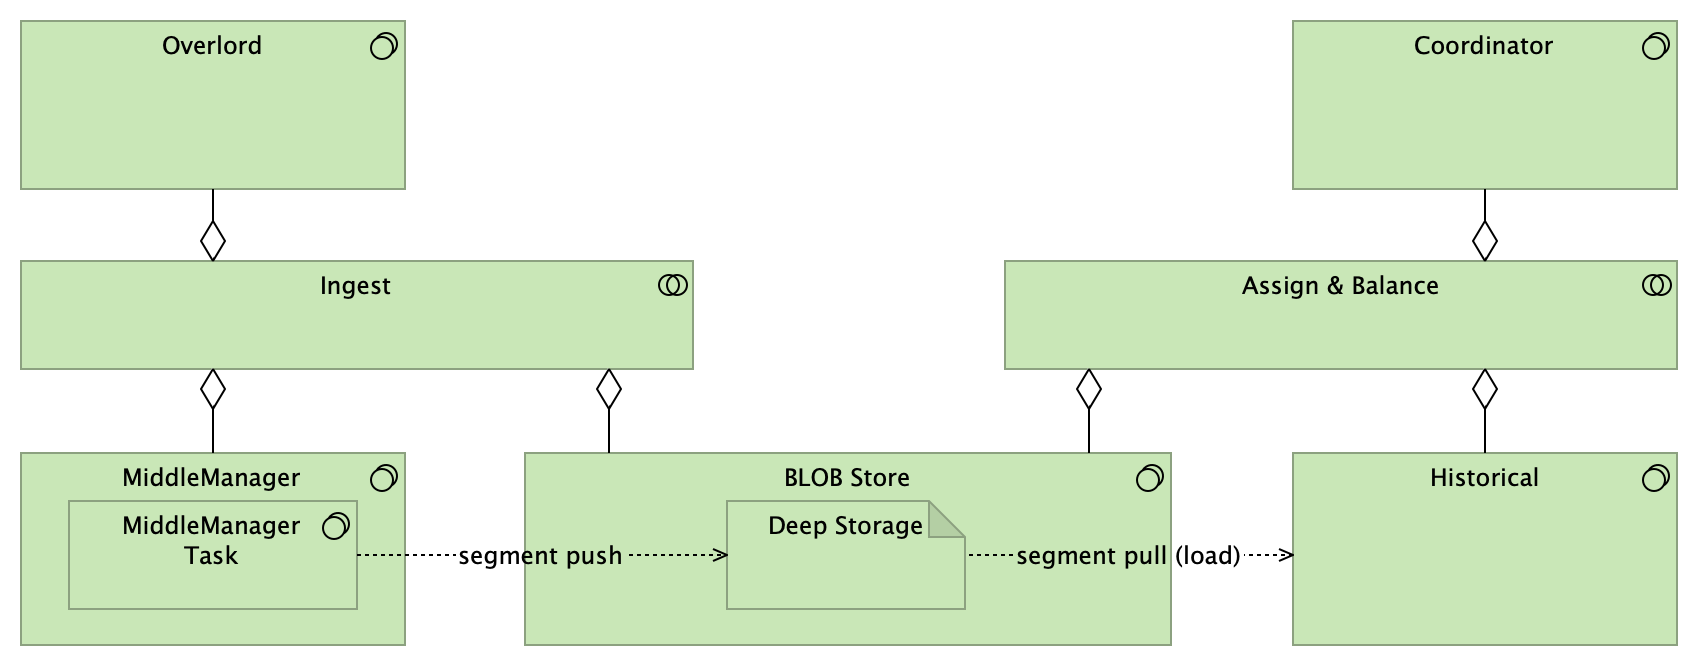 Overlord
Coordinator
Ingest
Assign & Balance
MiddleManager
BLOB Store
Historical
MiddleManager
Task
Deep Storage
segment push
segment pull (load)